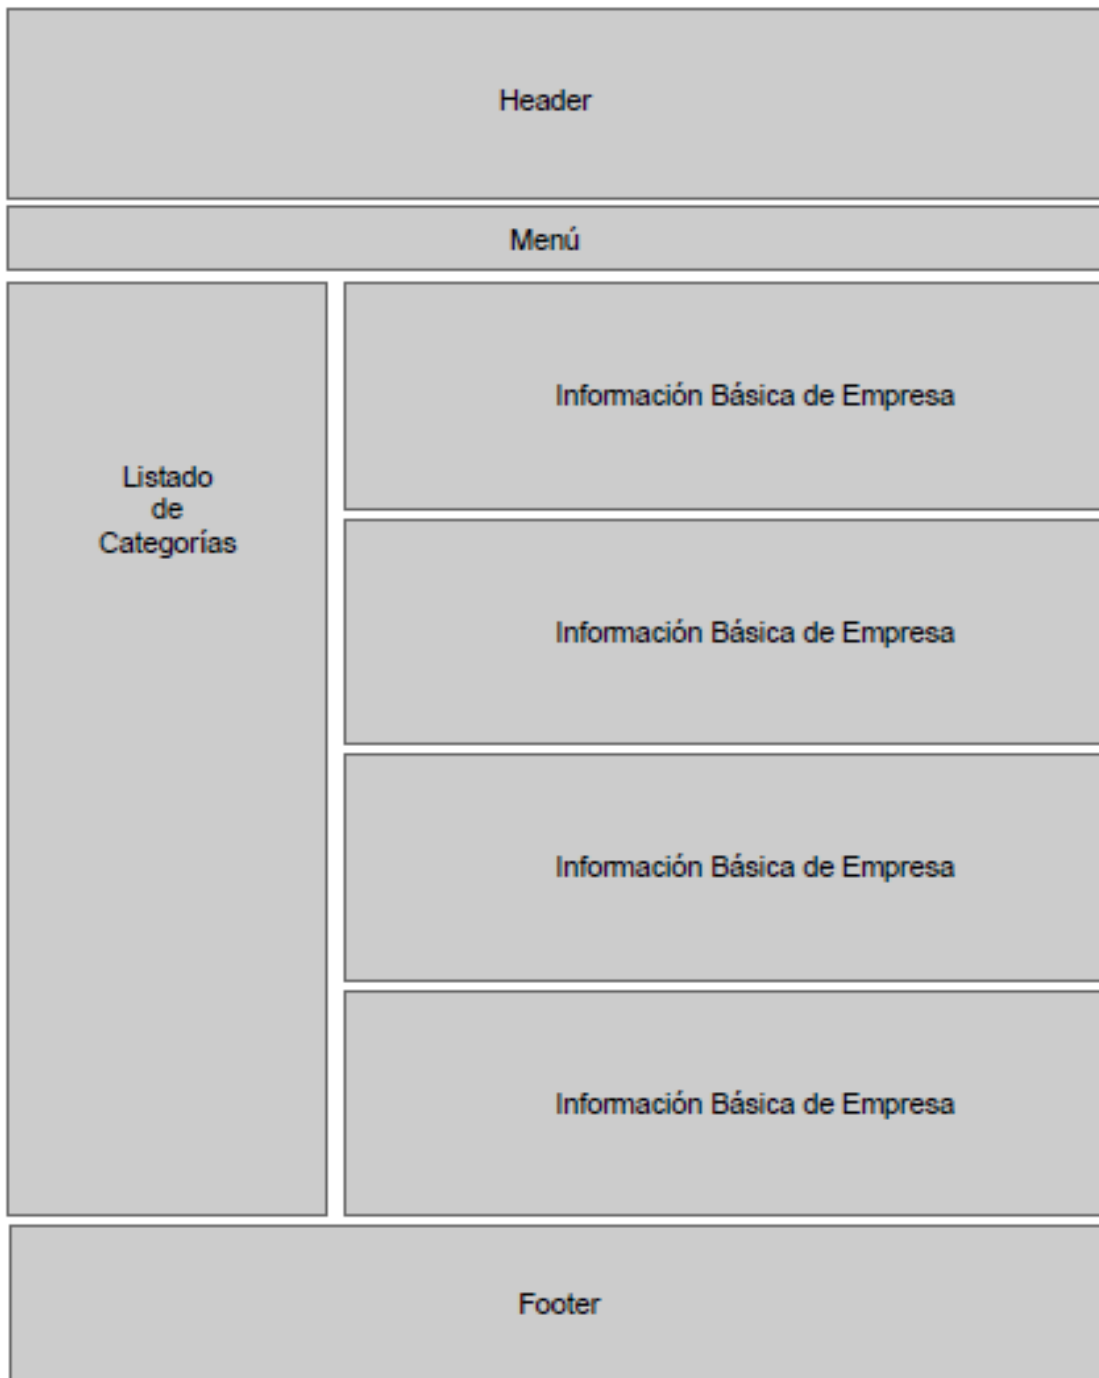 Header
Menú
Listado
de
Categorías
Información Básica de Empresa
Información Básica de Empresa
Información Básica de Empresa
Información Básica de Empresa
Footer